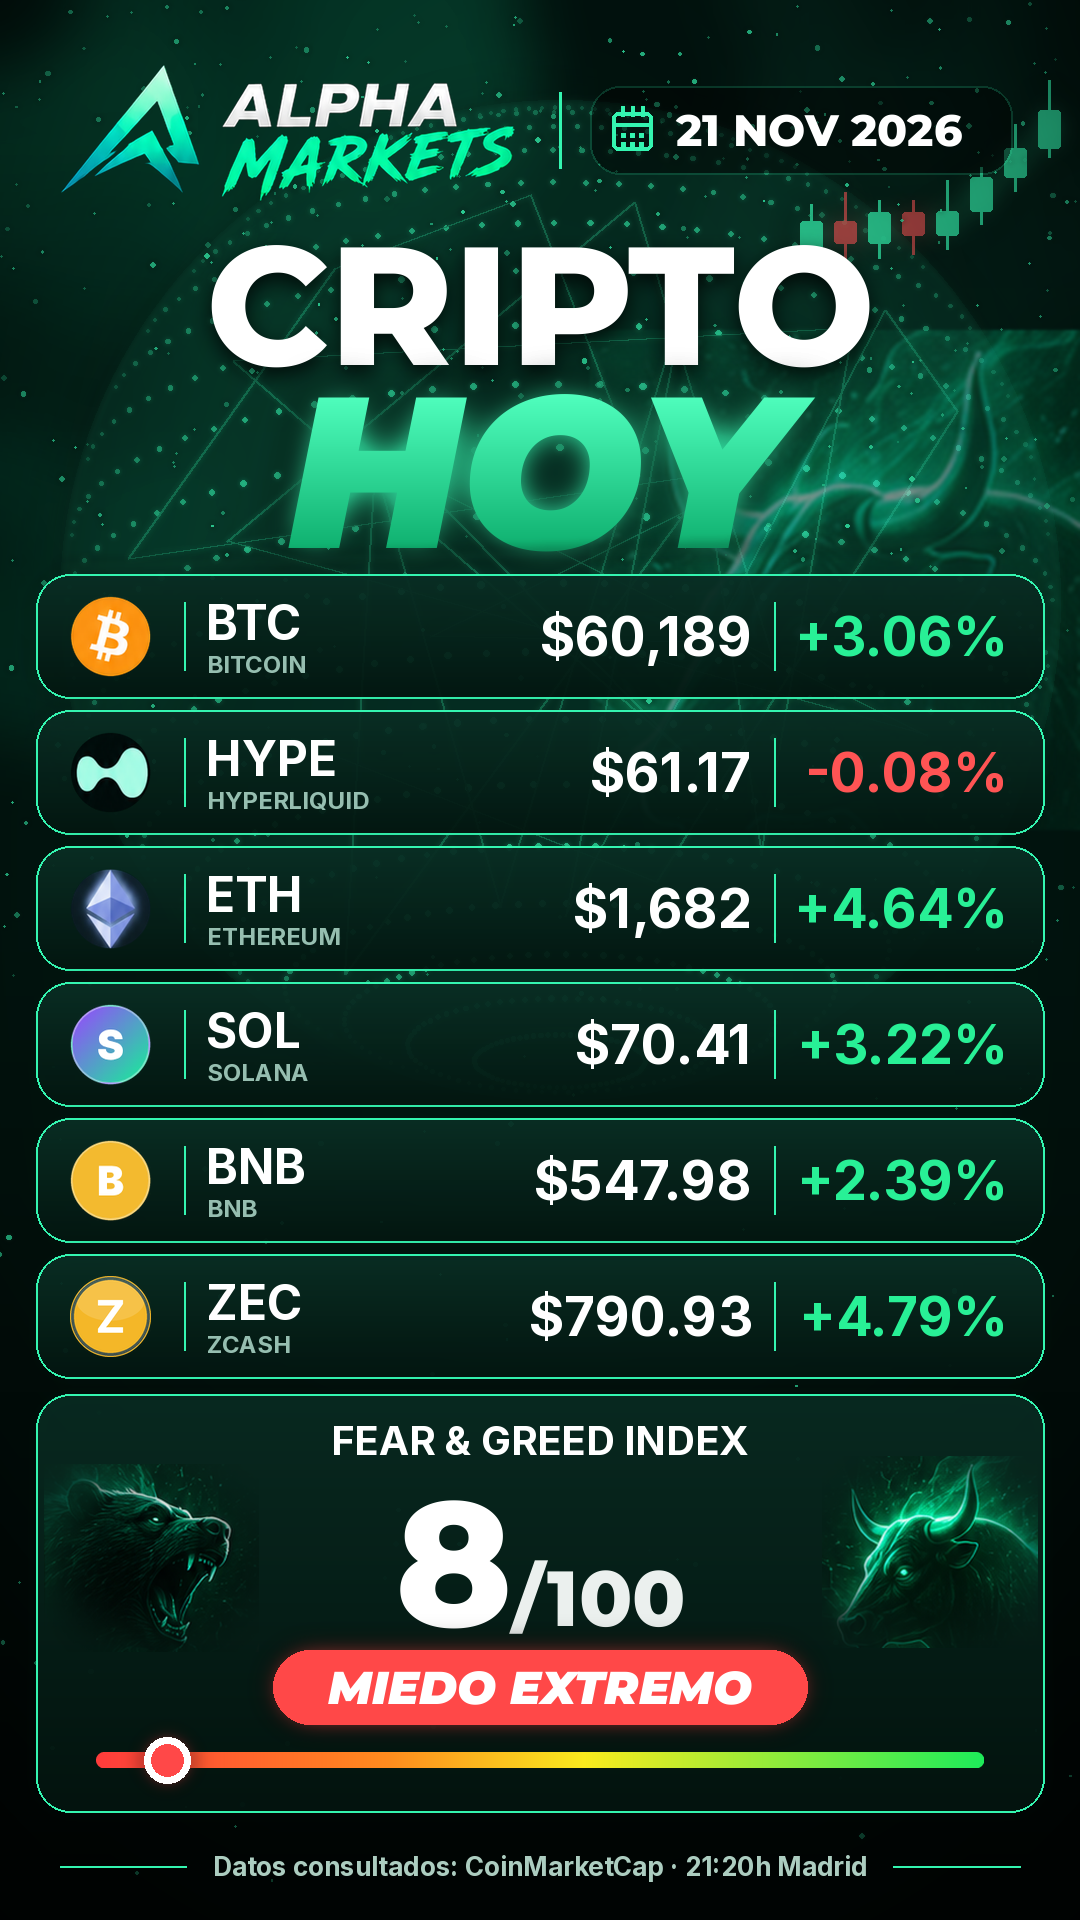 ALPHA
MARKETS
21 NOV 2026
CRIPTO
HOY
BTC
BITCOIN
$60,189
+3.06%
HYPE
HYPERLIQUID
$61.17
-0.08%
ETH
ETHEREUM
$1,682
+4.64%
S
SOL
SOLANA
$70.41
+3.22%
B
BNB
BNB
$547.98
+2.39%
Z
ZEC
ZCASH
$790.93
+4.79%
FEAR & GREED INDEX
8/100
MIEDO EXTREMO
Datos consultados: CoinMarketCap · 21:20h Madrid